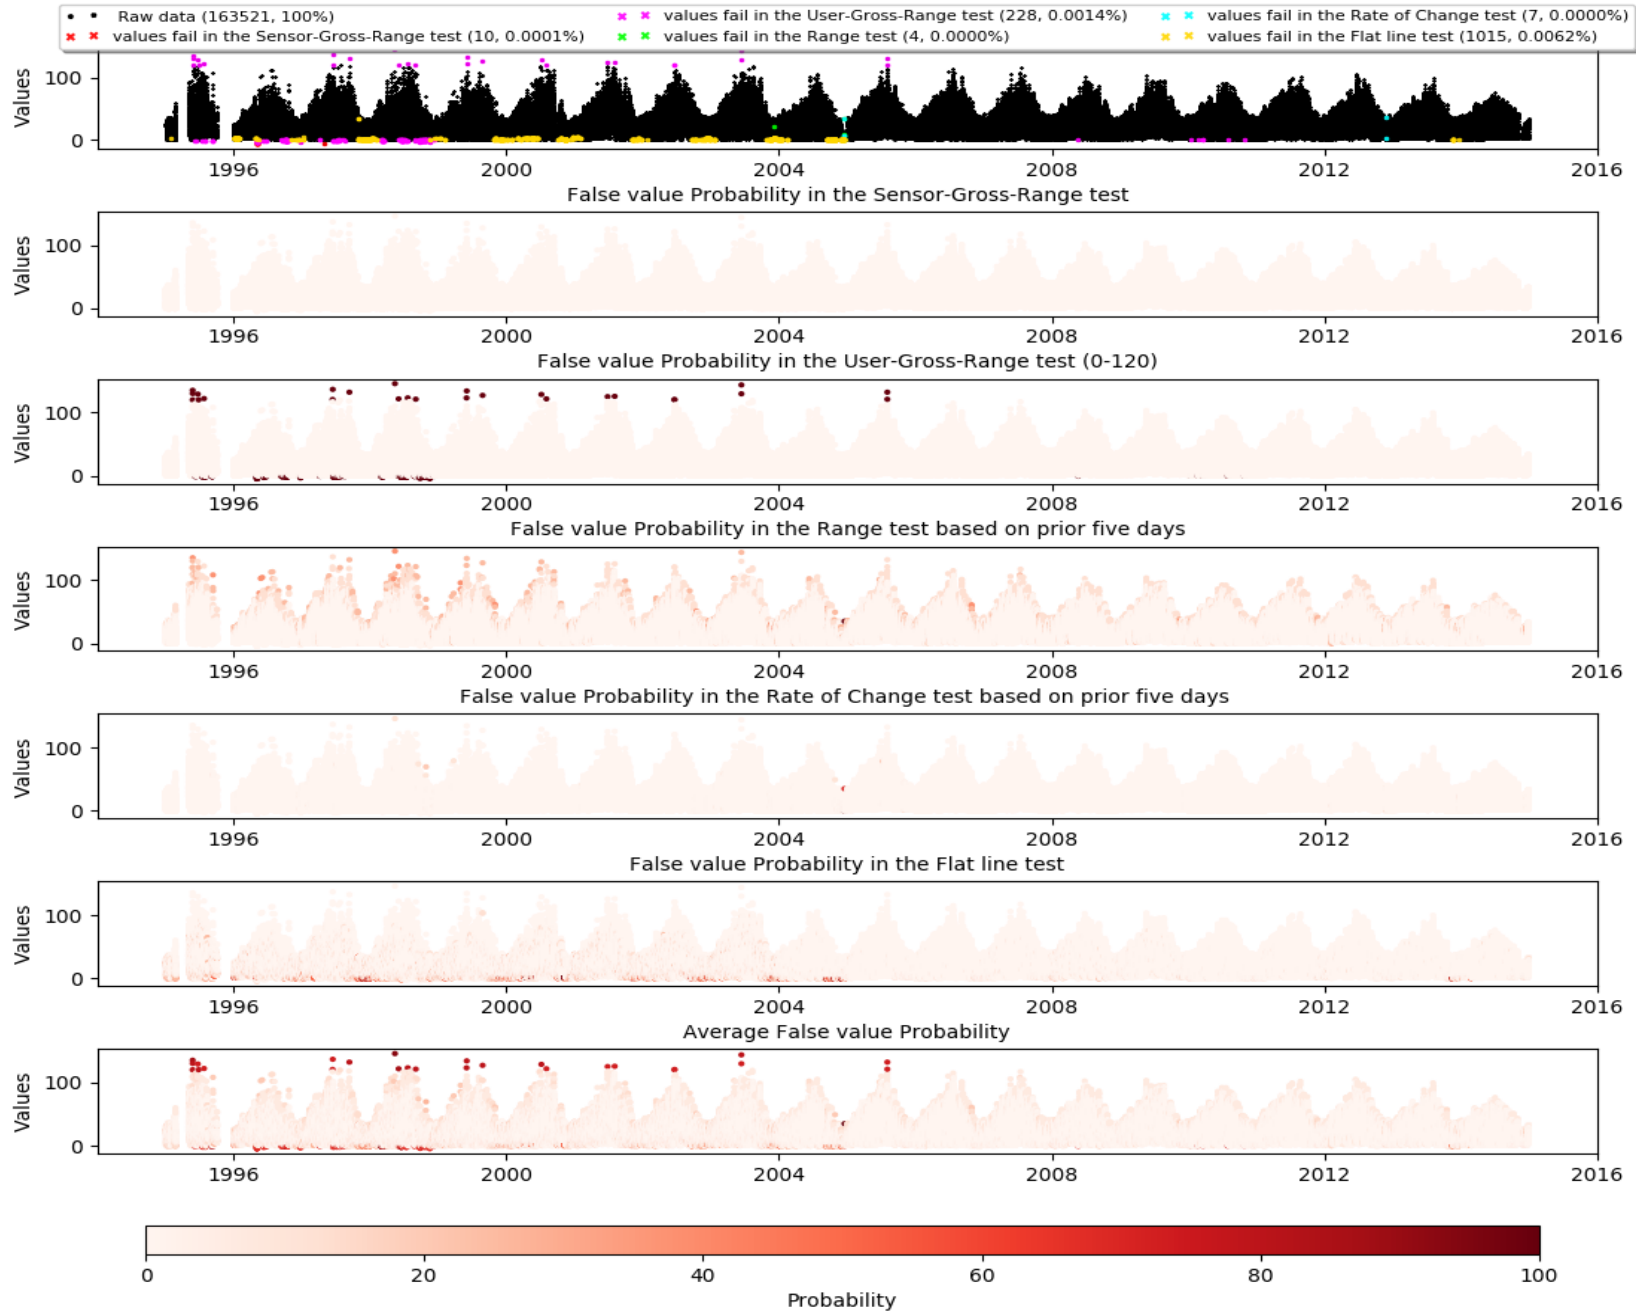 Raw data (163521, 100%)
values fail in the User-Gross-Range test (228, 0.0014%)
values fail in the Rate of Change test (7, 0.0000%)
values fail in the Sensor-Gross-Range test (10, 0.0001%)
values fail in the Range test (4, 0.0000%)
values fail in the Flat line test (1015, 0.0062%)
Values
100
0
1996 2000 2004 2008 2012 2016
False value Probability in the Sensor-Gross-Range test
Values
100
0
1996 2000 2004 2008 2012 2016
False value Probability in the User-Gross-Range test (0-120)
Values
100
0
1996 2000 2004 2008 2012 2016
False value Probability in the Range test based on prior five days
Values
100
0
1996 2000 2004 2008 2012 2016
False value Probability in the Rate of Change test based on prior five days
Values
100
0
1996 2000 2004 2008 2012 2016
False value Probability in the Flat line test
Values
100
0
1996 2000 2004 2008 2012 2016
Average False value Probability
Values
100
0
1996 2000 2004 2008 2012 2016
0 20 40 60 80 100
Probability